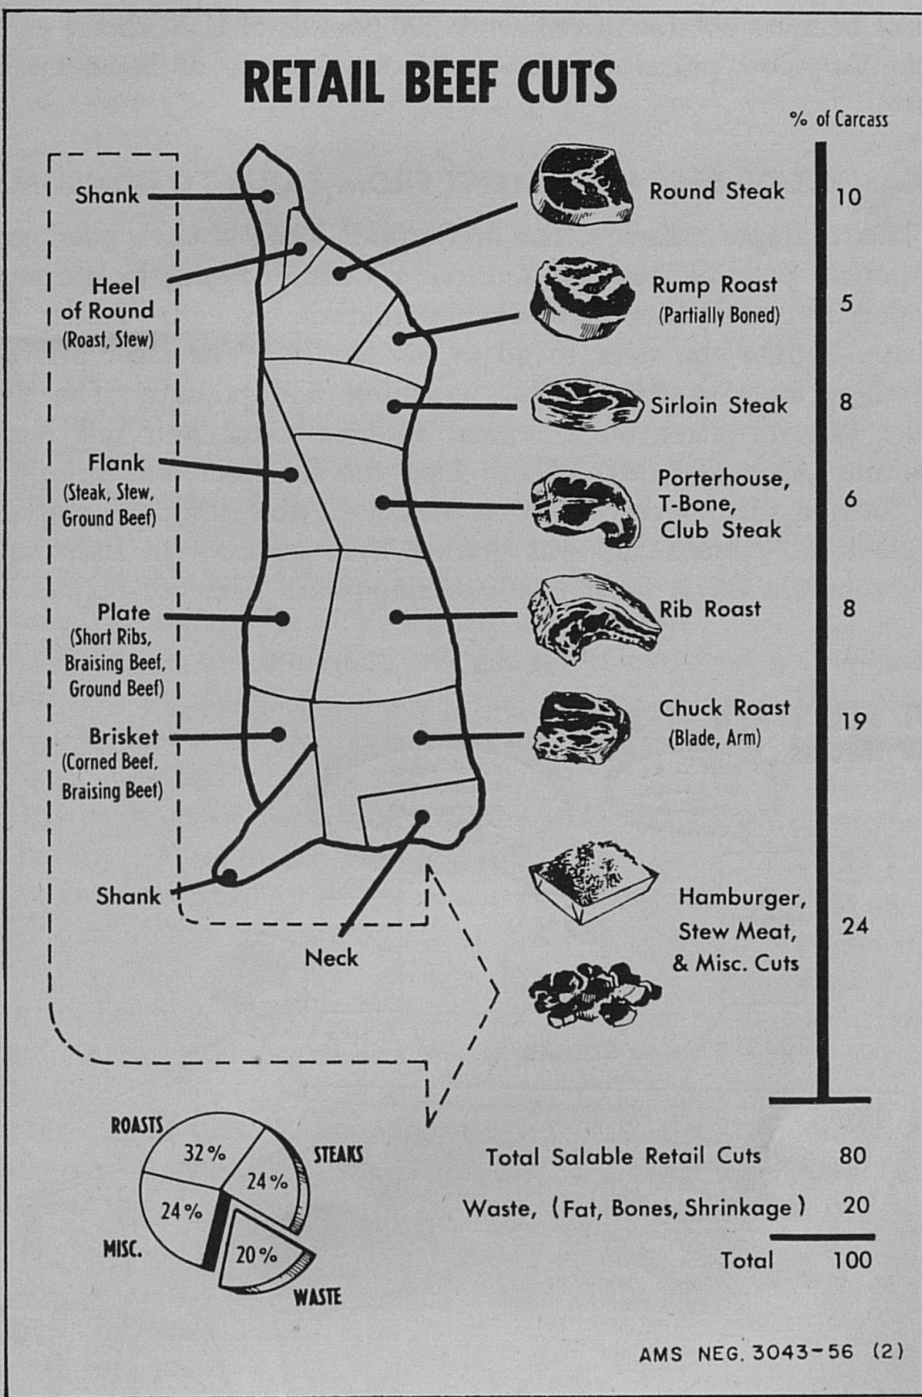 RETAIL BEEF CUTS
% of Carcass
Shank
Round Steak
10
Heel
of Round
(Roast, Stew)
Rump Roast
(Partially Boned)
5
Sirloin Steak
8
Flank
(Steak, Stew,
Ground Beef)
Porterhouse,
T-Bone,
Club Steak
6
Plate
(Short Ribs,
Braising Beef,
Ground Beef)
Rib Roast
8
Brisket
(Corned Beef,
Braising Beef)
Chuck Roast
(Blade, Arm)
19
Shank
Neck
Hamburger,
Stew Meat,
& Misc. Cuts
24
ROASTS
32%
STEAKS
24%
24%
MISC.
20%
WASTE
Total Salable Retail Cuts 80
Waste, (Fat, Bones, Shrinkage) 20
Total 100
AMS NEG. 3043-56 (2)